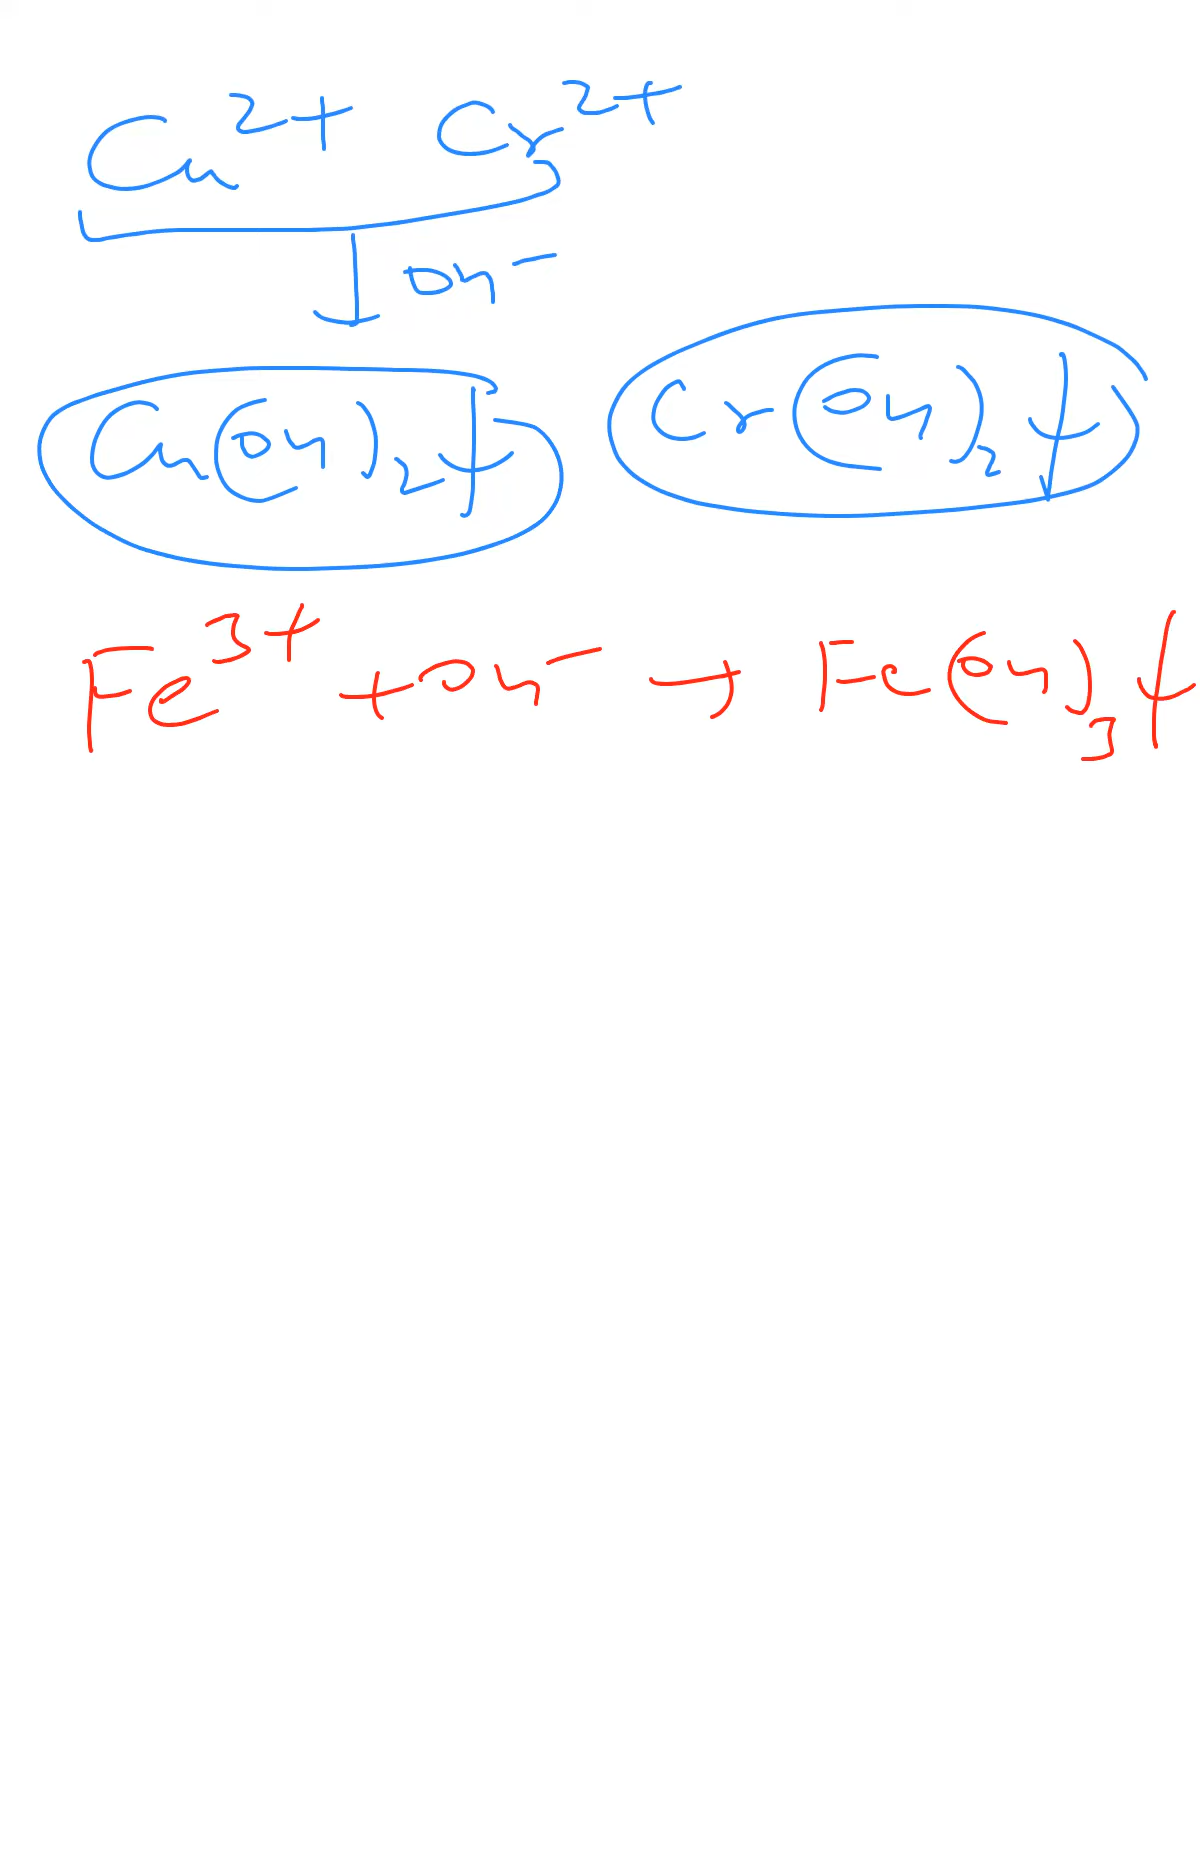 Cu²⁺ Cr²⁺
↓ OH⁻
Cu(OH)₂↓ Cr(OH)₂↓
Fe³⁺ + OH⁻ → Fe(OH)₃↓